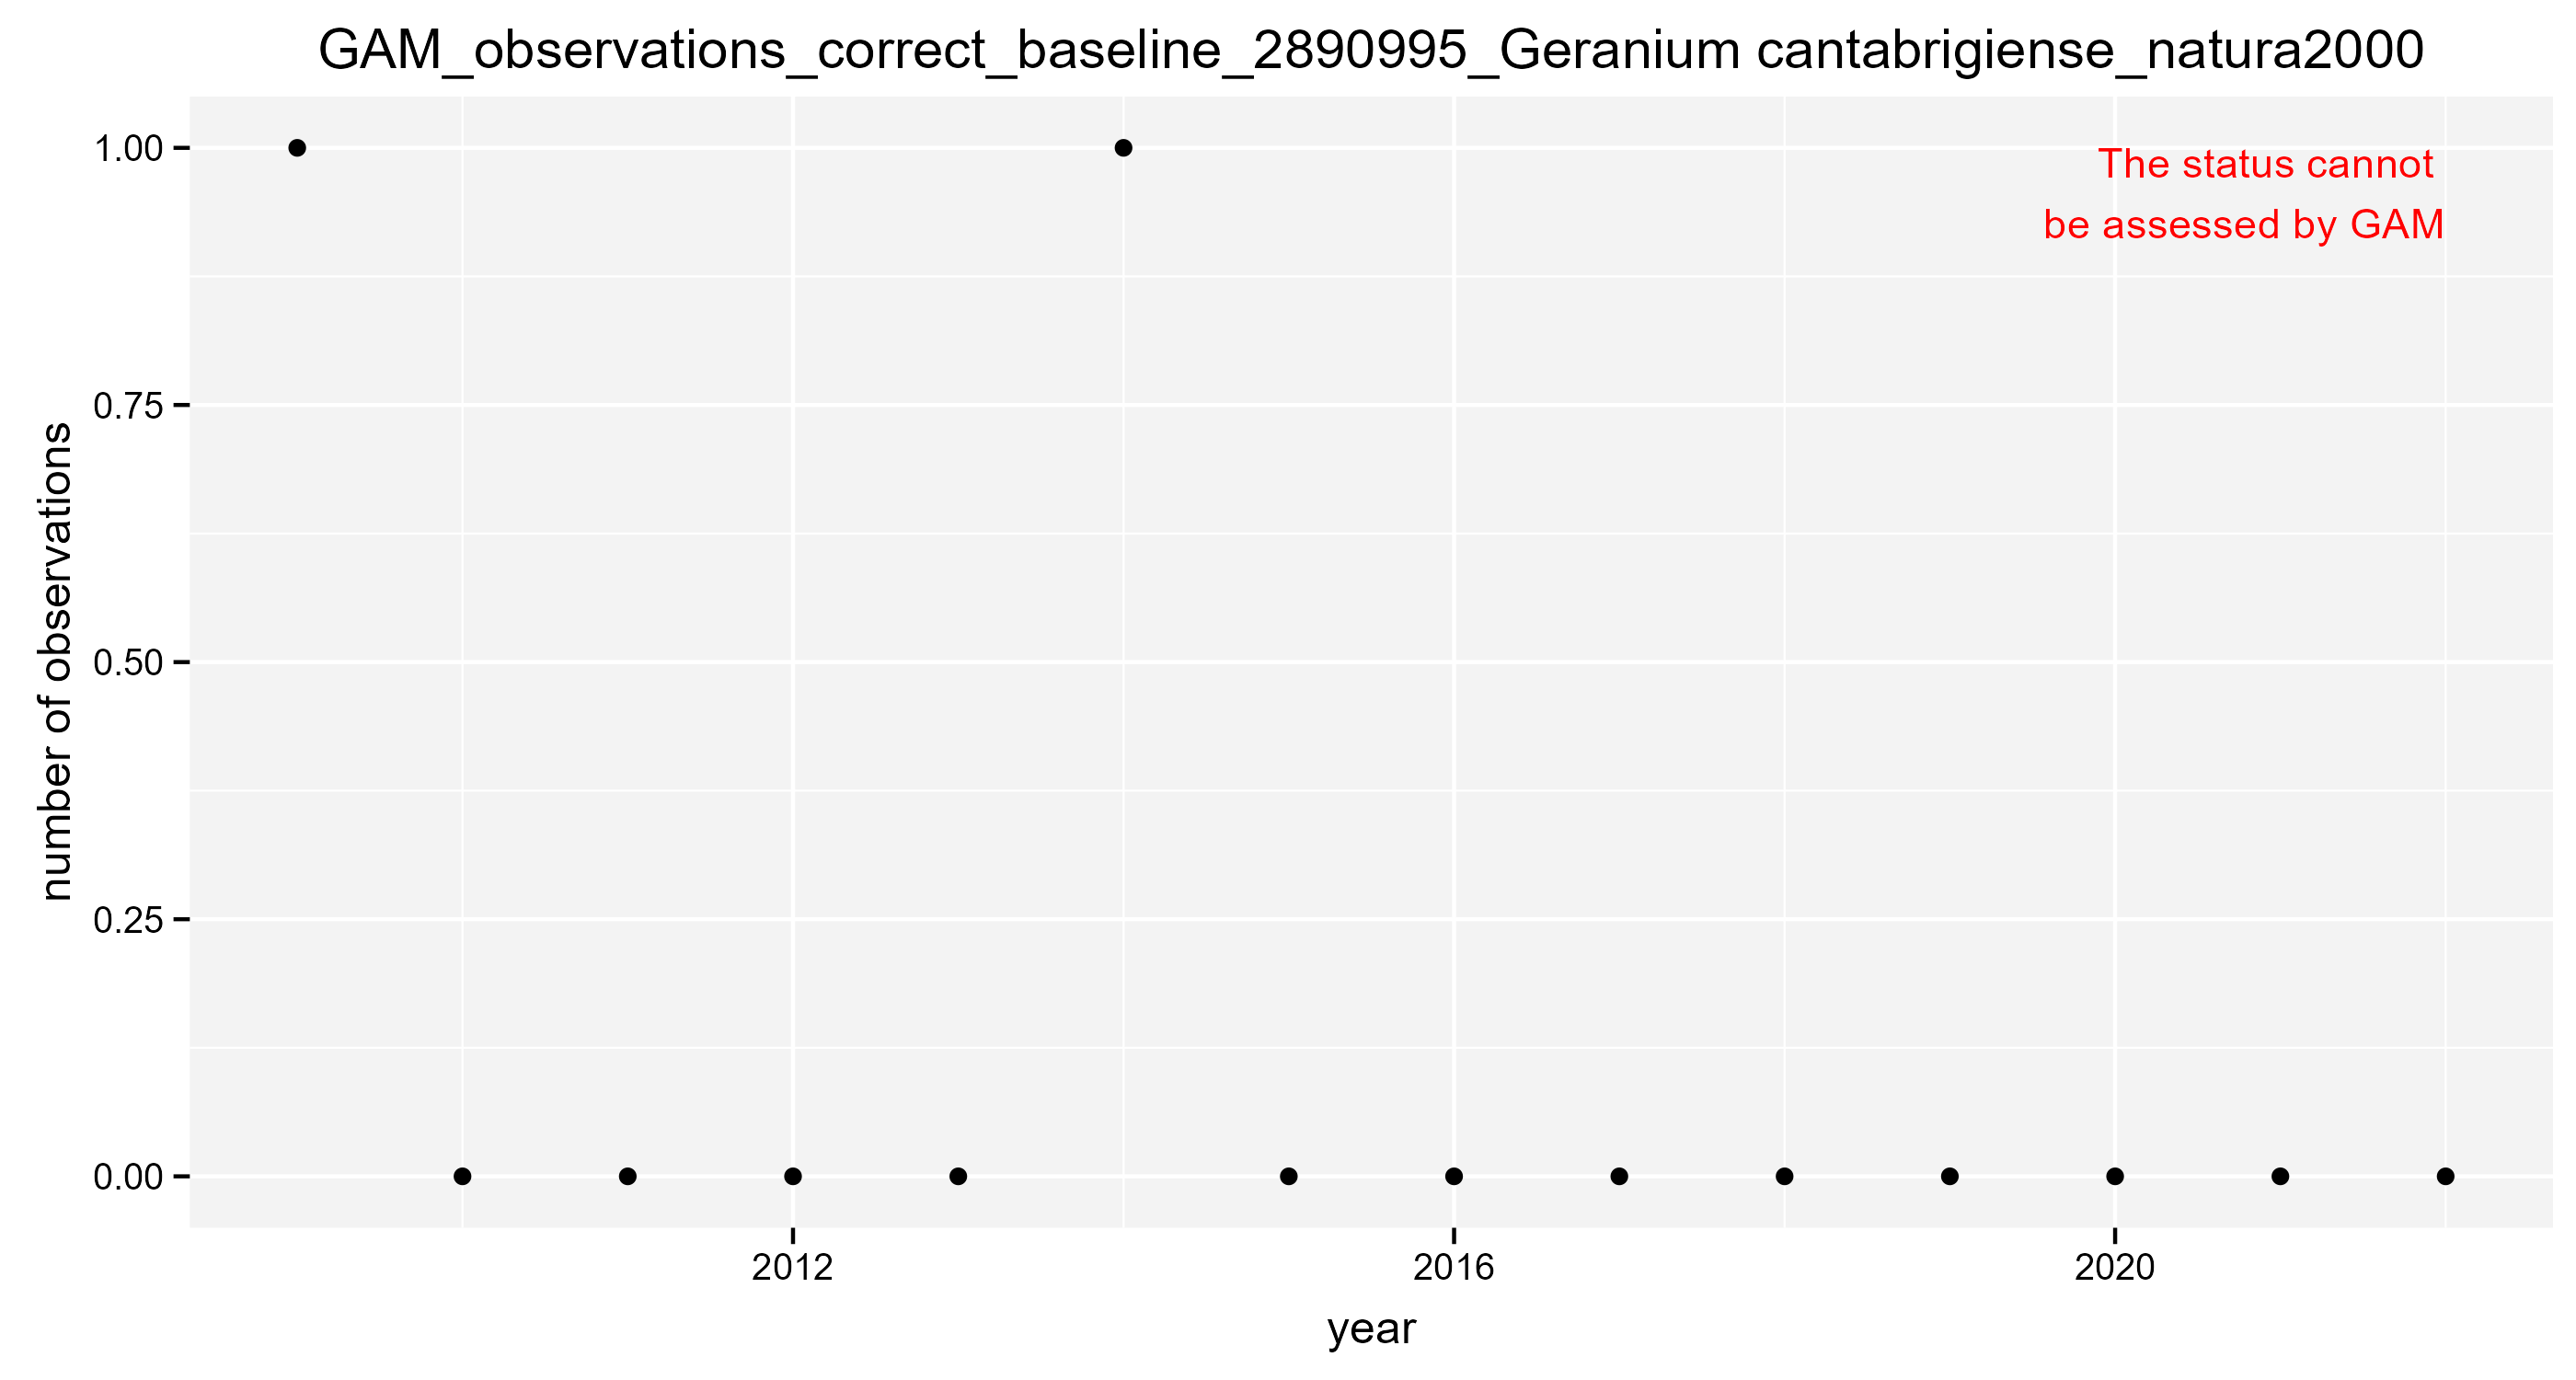 GAM_observations_correct_baseline_2890995_Geranium cantabrigiense_natura2000
The status cannot
be assessed by GAM
1.00
0.75
0.50
0.25
0.00
number of observations
2012 2016 2020
year